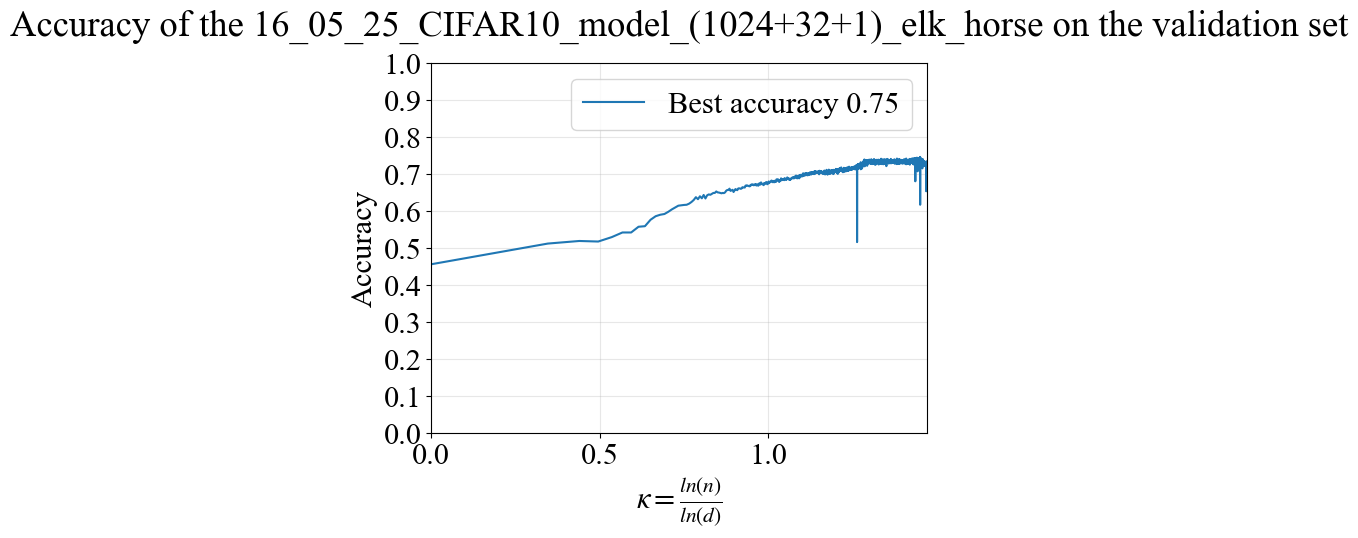 Accuracy of the 16_05_25_CIFAR10_model_(1024+32+1)_elk_horse on the validation set
1.0
0.9
0.8
0.7
0.6
0.5
0.4
0.3
0.2
0.1
0.0
Accuracy
Best accuracy 0.75
0.0 0.5 1.0
κ = ln(n) / ln(d)